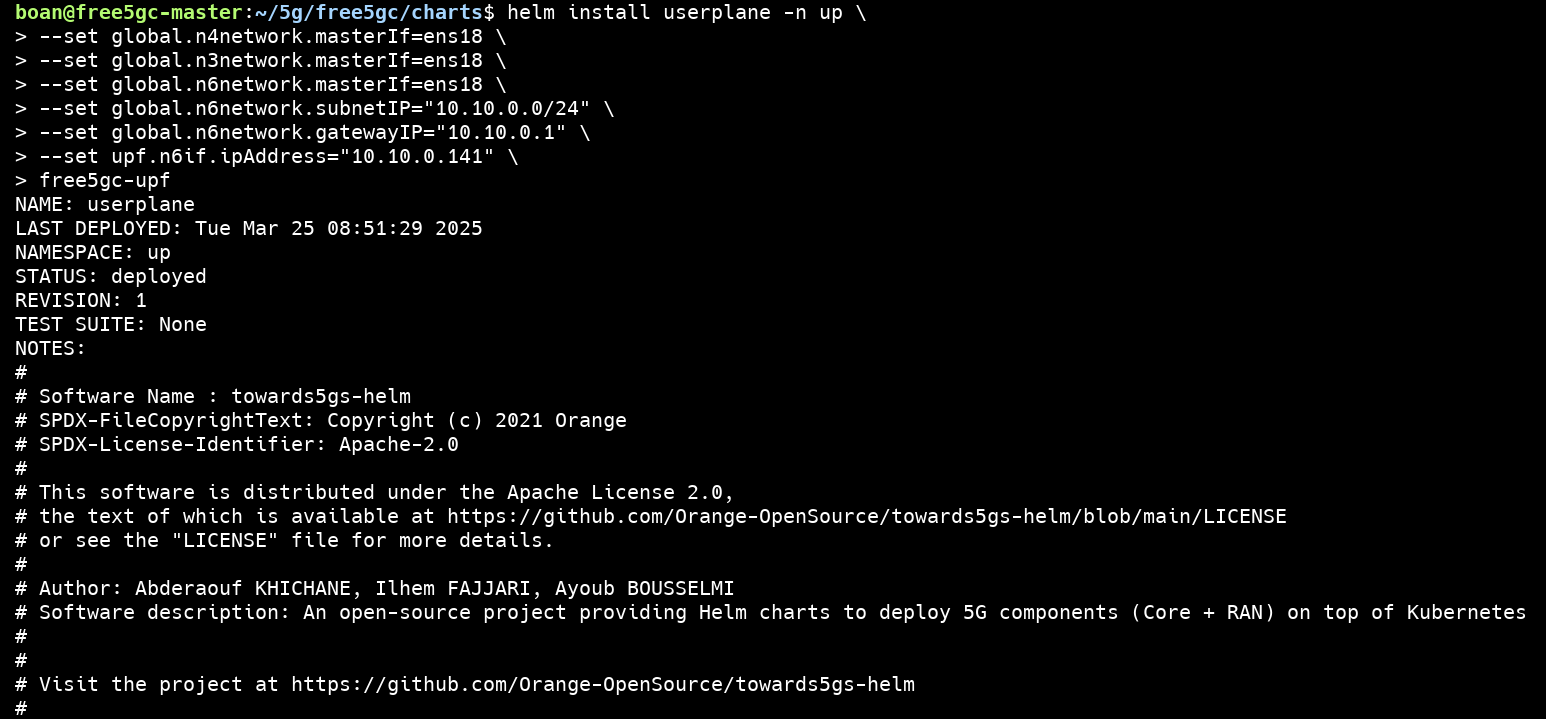 boan@free5gc-master:~/5g/free5gc/charts$ helm install userplane -n up \
> --set global.n4network.masterIf=ens18 \
> --set global.n3network.masterIf=ens18 \
> --set global.n6network.masterIf=ens18 \
> --set global.n6network.subnetIP="10.10.0.0/24" \
> --set global.n6network.gatewayIP="10.10.0.1" \
> --set upf.n6if.ipAddress="10.10.0.141" \
> free5gc-upf
NAME: userplane
LAST DEPLOYED: Tue Mar 25 08:51:29 2025
NAMESPACE: up
STATUS: deployed
REVISION: 1
TEST SUITE: None
NOTES:
#
# Software Name : towards5gs-helm
# SPDX-FileCopyrightText: Copyright (c) 2021 Orange
# SPDX-License-Identifier: Apache-2.0
#
# This software is distributed under the Apache License 2.0,
# the text of which is available at https://github.com/Orange-OpenSource/towards5gs-helm/blob/main/LICENSE
# or see the "LICENSE" file for more details.
#
# Author: Abderaouf KHICHANE, Ilhem FAJJARI, Ayoub BOUSSELMI
# Software description: An open-source project providing Helm charts to deploy 5G components (Core + RAN) on top of Kubernetes
#
#
# Visit the project at https://github.com/Orange-OpenSource/towards5gs-helm
#